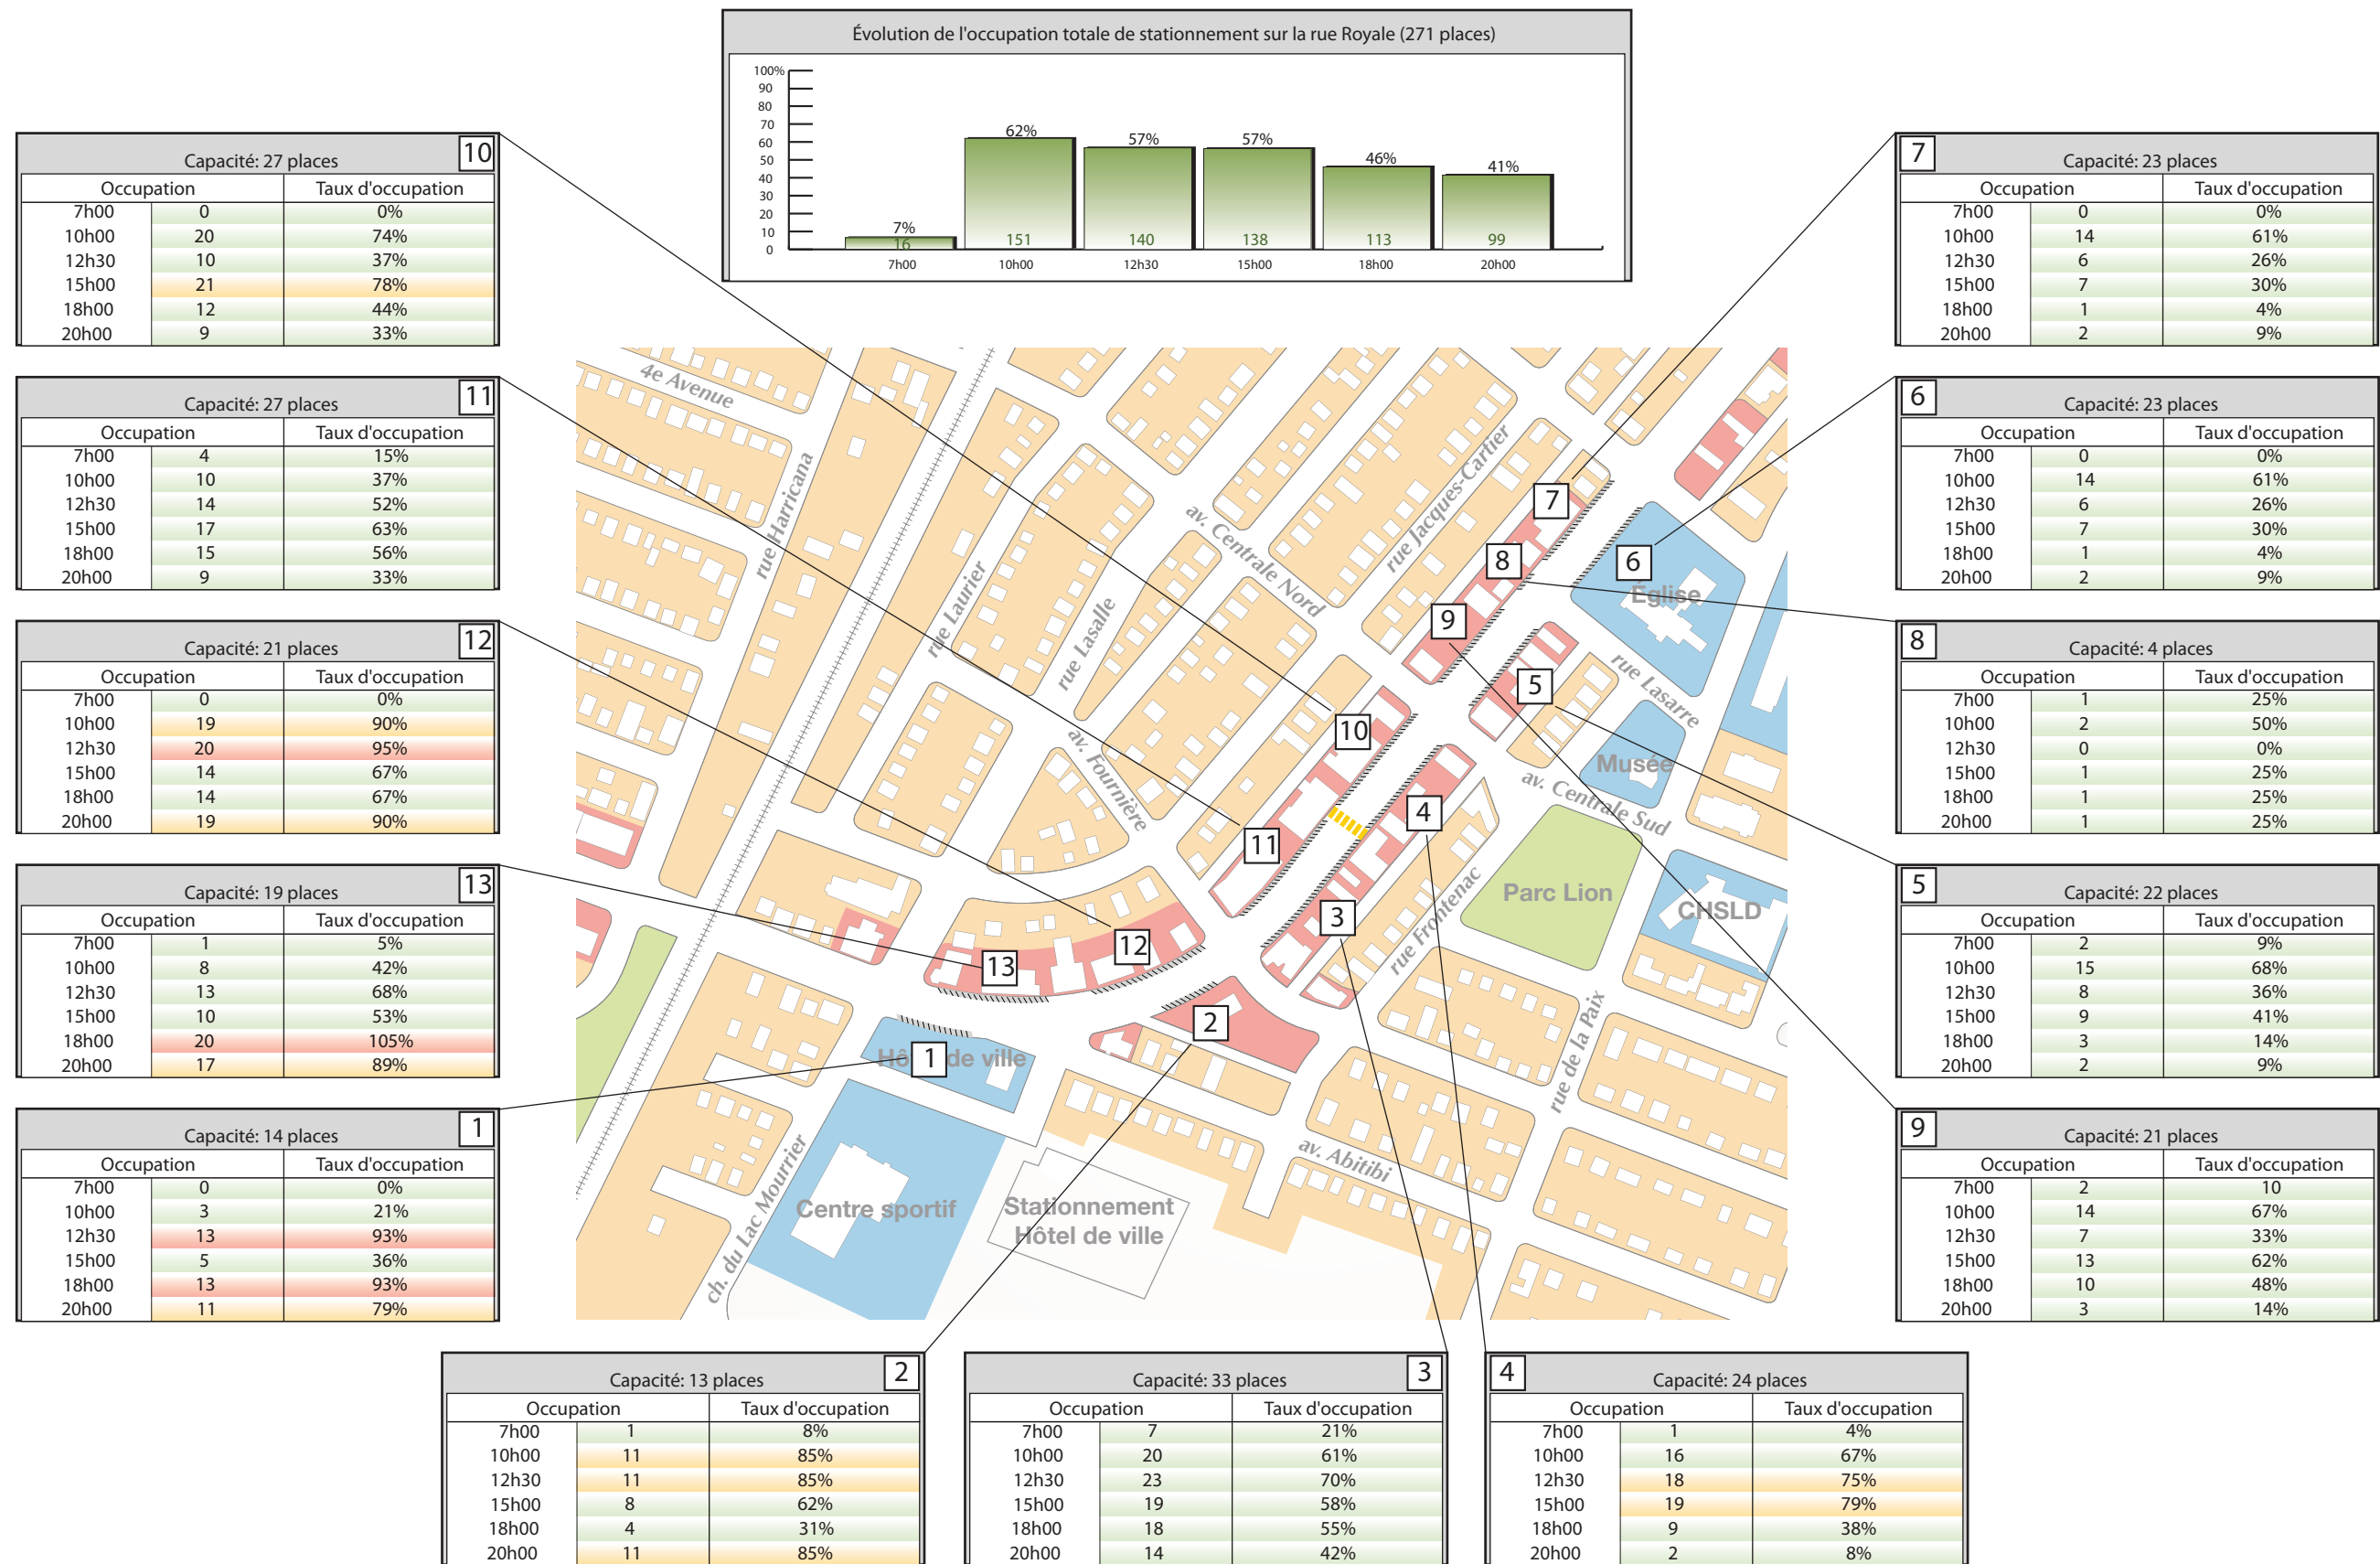 Évolution de l'occupation totale de stationnement sur la rue Royale (271 places)
100%
90
80
70
60
50
40
30
20
10
0
7% 62% 57% 57% 46% 41%
16 151 140 138 113 99
7h00 10h00 12h30 15h00 18h00 20h00
10
Capacité: 27 places
Occupation Taux d'occupation
7h00 0 0%
10h00 20 74%
12h30 10 37%
15h00 21 78%
18h00 12 44%
20h00 9 33%
11
Capacité: 27 places
Occupation Taux d'occupation
7h00 4 15%
10h00 10 37%
12h30 14 52%
15h00 17 63%
18h00 15 56%
20h00 9 33%
12
Capacité: 21 places
Occupation Taux d'occupation
7h00 0 0%
10h00 19 90%
12h30 20 95%
15h00 14 67%
18h00 14 67%
20h00 19 90%
13
Capacité: 19 places
Occupation Taux d'occupation
7h00 1 5%
10h00 8 42%
12h30 13 68%
15h00 10 53%
18h00 20 105%
20h00 17 89%
1
Capacité: 14 places
Occupation Taux d'occupation
7h00 0 0%
10h00 3 21%
12h30 13 93%
15h00 5 36%
18h00 13 93%
20h00 11 79%
4e Avenue
rue Harricana
rue Laurier
rue Lasalle
av. Centrale Nord
rue Jacques-Cartier
av. Fournière
7
8
6
Église
9
5
rue Lasarre
10
Musée
av. Centrale Sud
4
11
Parc Lion
CHSLD
3
rue Frontenac
12
13
2
1
Hôtel de ville
rue de la Paix
av. Abitibi
ch. du Lac Mourrier
Centre sportif
Stationnement
Hôtel de ville
7
Capacité: 23 places
Occupation Taux d'occupation
7h00 0 0%
10h00 14 61%
12h30 6 26%
15h00 7 30%
18h00 1 4%
20h00 2 9%
6
Capacité: 23 places
Occupation Taux d'occupation
7h00 0 0%
10h00 14 61%
12h30 6 26%
15h00 7 30%
18h00 1 4%
20h00 2 9%
8
Capacité: 4 places
Occupation Taux d'occupation
7h00 1 25%
10h00 2 50%
12h30 0 0%
15h00 1 25%
18h00 1 25%
20h00 1 25%
5
Capacité: 22 places
Occupation Taux d'occupation
7h00 2 9%
10h00 15 68%
12h30 8 36%
15h00 9 41%
18h00 3 14%
20h00 2 9%
9
Capacité: 21 places
Occupation Taux d'occupation
7h00 2 10
10h00 14 67%
12h30 7 33%
15h00 13 62%
18h00 10 48%
20h00 3 14%
2
Capacité: 13 places
Occupation Taux d'occupation
7h00 1 8%
10h00 11 85%
12h30 11 85%
15h00 8 62%
18h00 4 31%
20h00 11 85%
3
Capacité: 33 places
Occupation Taux d'occupation
7h00 7 21%
10h00 20 61%
12h30 23 70%
15h00 19 58%
18h00 18 55%
20h00 14 42%
4
Capacité: 24 places
Occupation Taux d'occupation
7h00 1 4%
10h00 16 67%
12h30 18 75%
15h00 19 79%
18h00 9 38%
20h00 2 8%